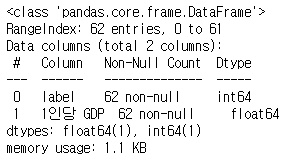 <class 'pandas.core.frame.DataFrame'>
RangeIndex: 62 entries, 0 to 61
Data columns (total 2 columns):
 #   Column    Non-Null Count  Dtype
---  ------    --------------  -----
 0   label     62 non-null     int64
 1   1인당 GDP  62 non-null     float64
dtypes: float64(1), int64(1)
memory usage: 1.1 KB